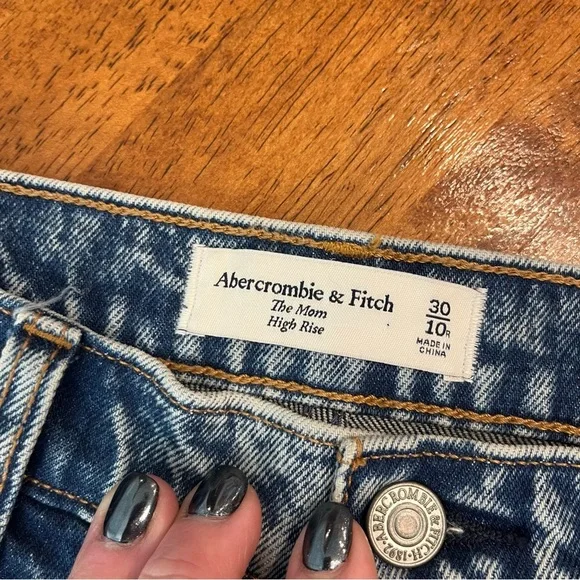 Abercrombie & Fitch
The Mom
High Rise
30
10R
MADE IN
CHINA
ABERCROMBIE & FITCH · 1892 ·